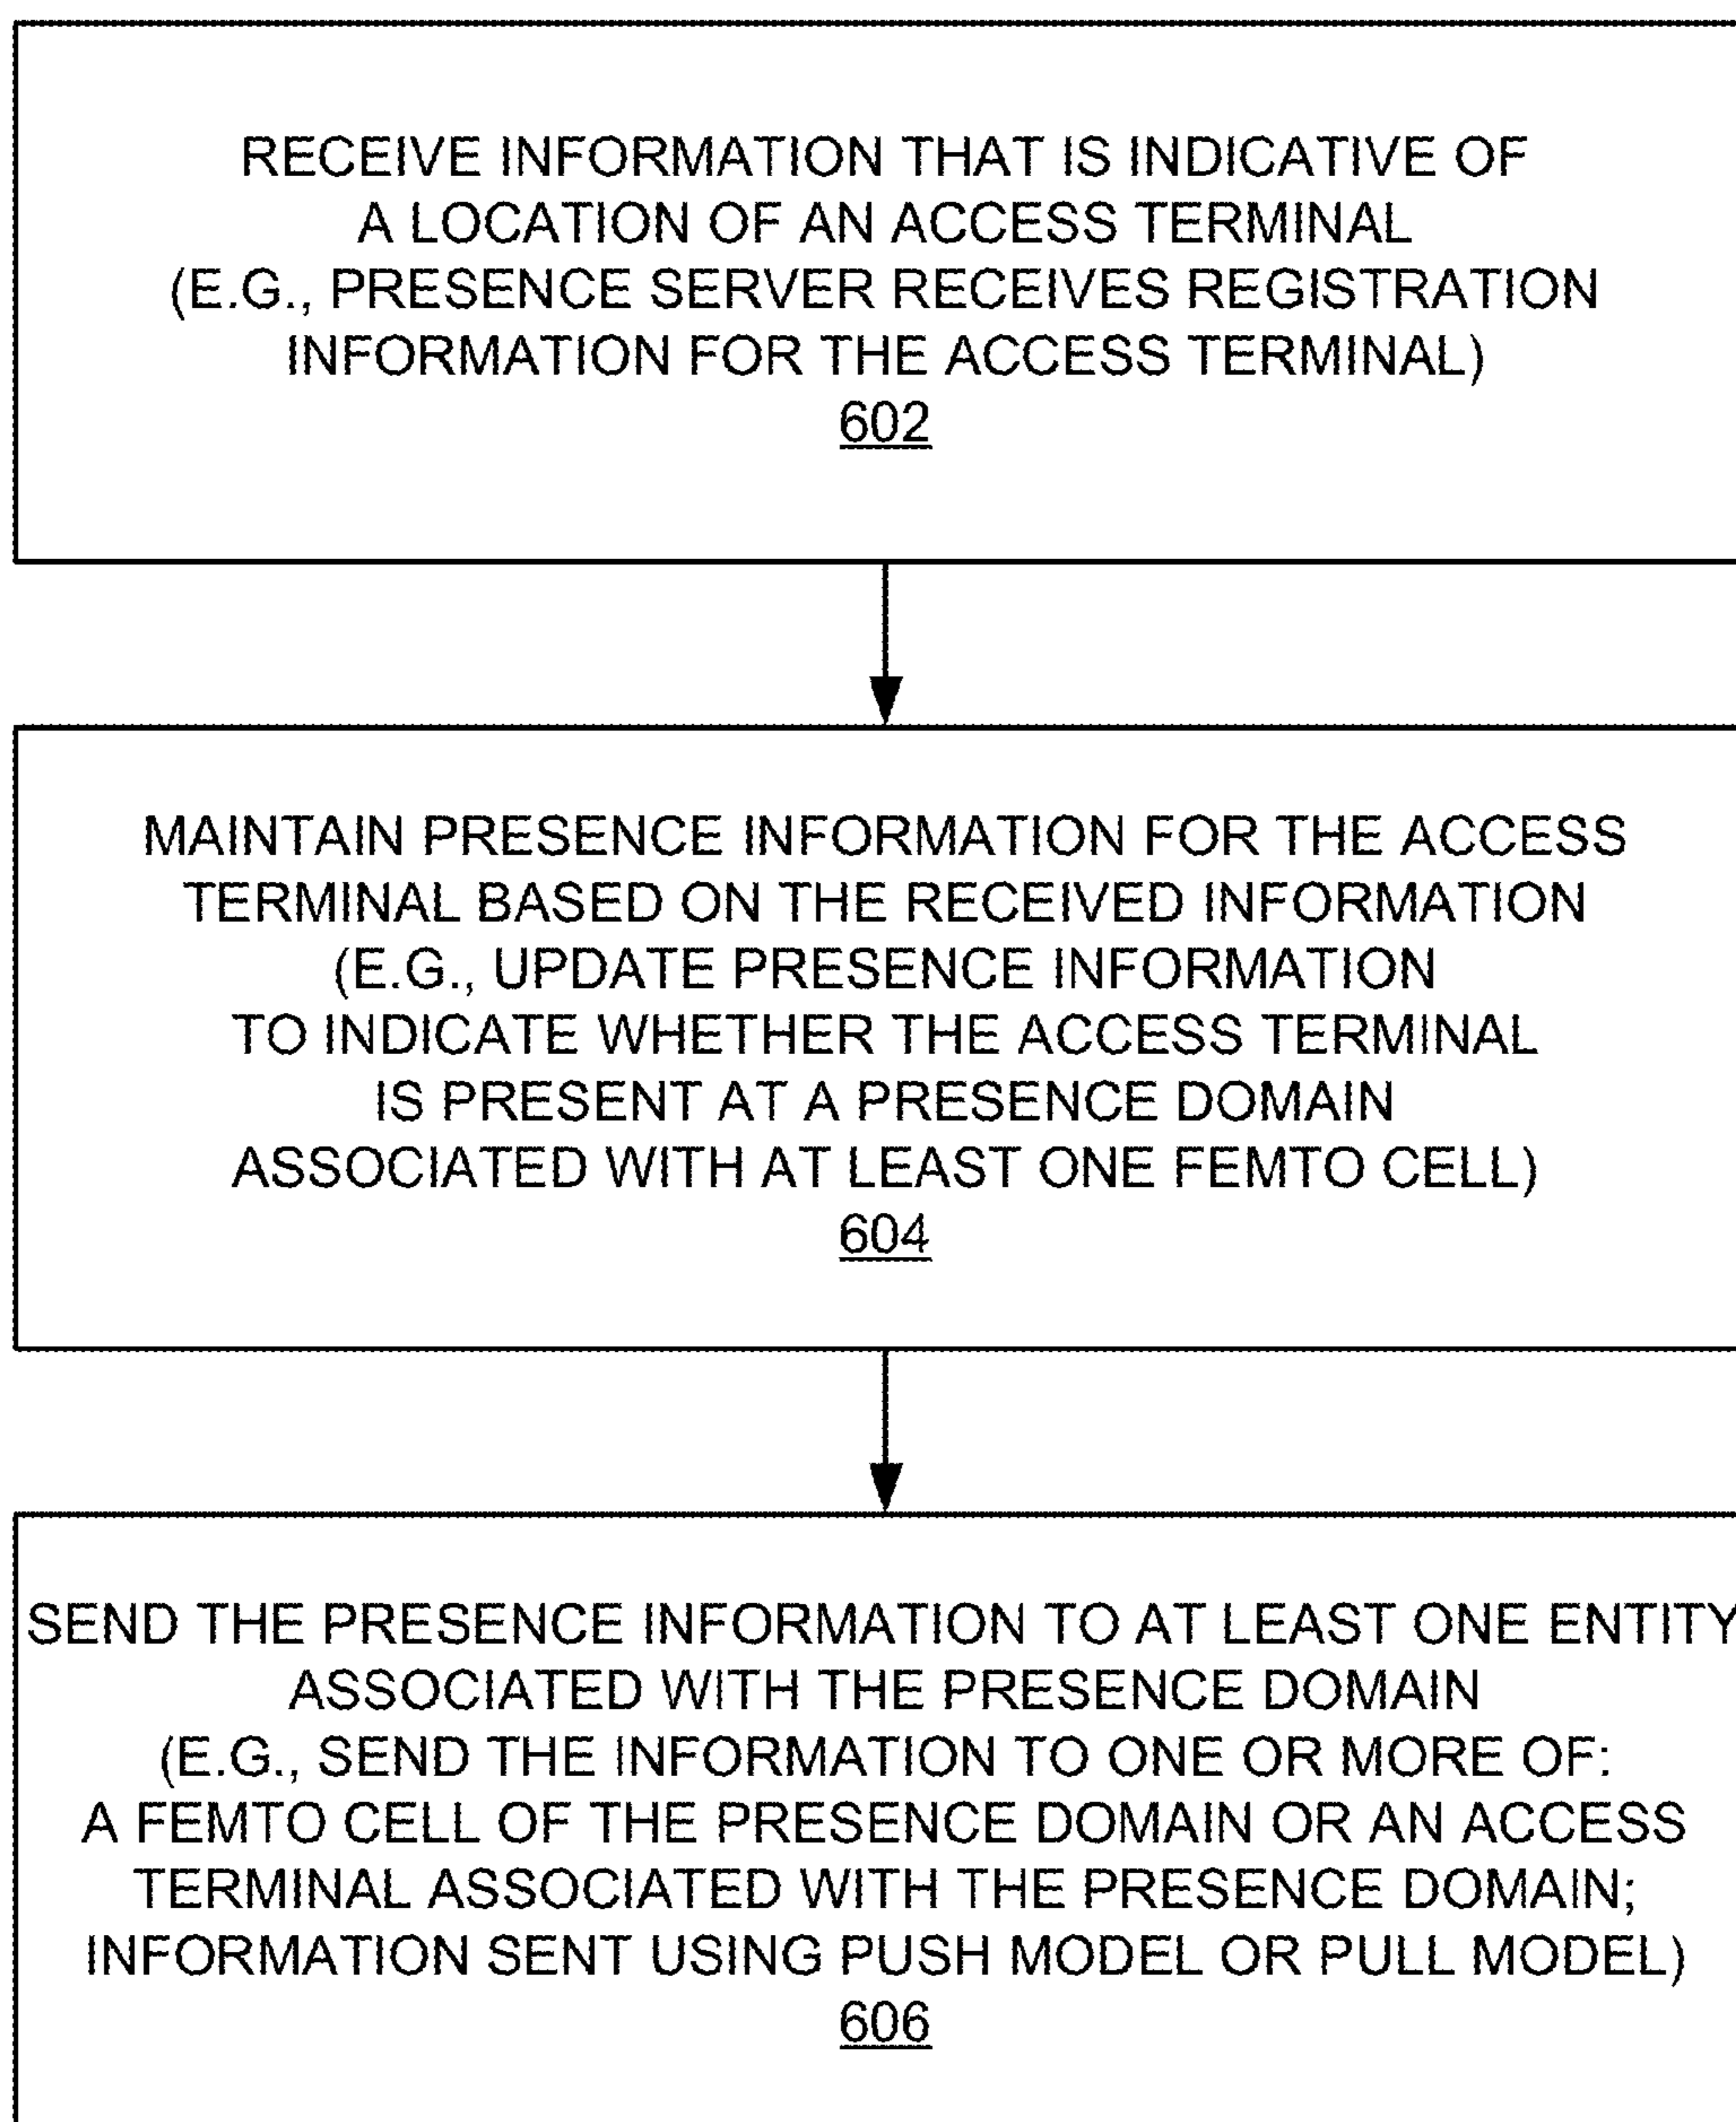 RECEIVE INFORMATION THAT IS INDICATIVE OF
A LOCATION OF AN ACCESS TERMINAL
(E.G., PRESENCE SERVER RECEIVES REGISTRATION
INFORMATION FOR THE ACCESS TERMINAL)
602
MAINTAIN PRESENCE INFORMATION FOR THE ACCESS
TERMINAL BASED ON THE RECEIVED INFORMATION
(E.G., UPDATE PRESENCE INFORMATION
TO INDICATE WHETHER THE ACCESS TERMINAL
IS PRESENT AT A PRESENCE DOMAIN
ASSOCIATED WITH AT LEAST ONE FEMTO CELL)
604
SEND THE PRESENCE INFORMATION TO AT LEAST ONE ENTITY
ASSOCIATED WITH THE PRESENCE DOMAIN
(E.G., SEND THE INFORMATION TO ONE OR MORE OF:
A FEMTO CELL OF THE PRESENCE DOMAIN OR AN ACCESS
TERMINAL ASSOCIATED WITH THE PRESENCE DOMAIN;
INFORMATION SENT USING PUSH MODEL OR PULL MODEL)
606